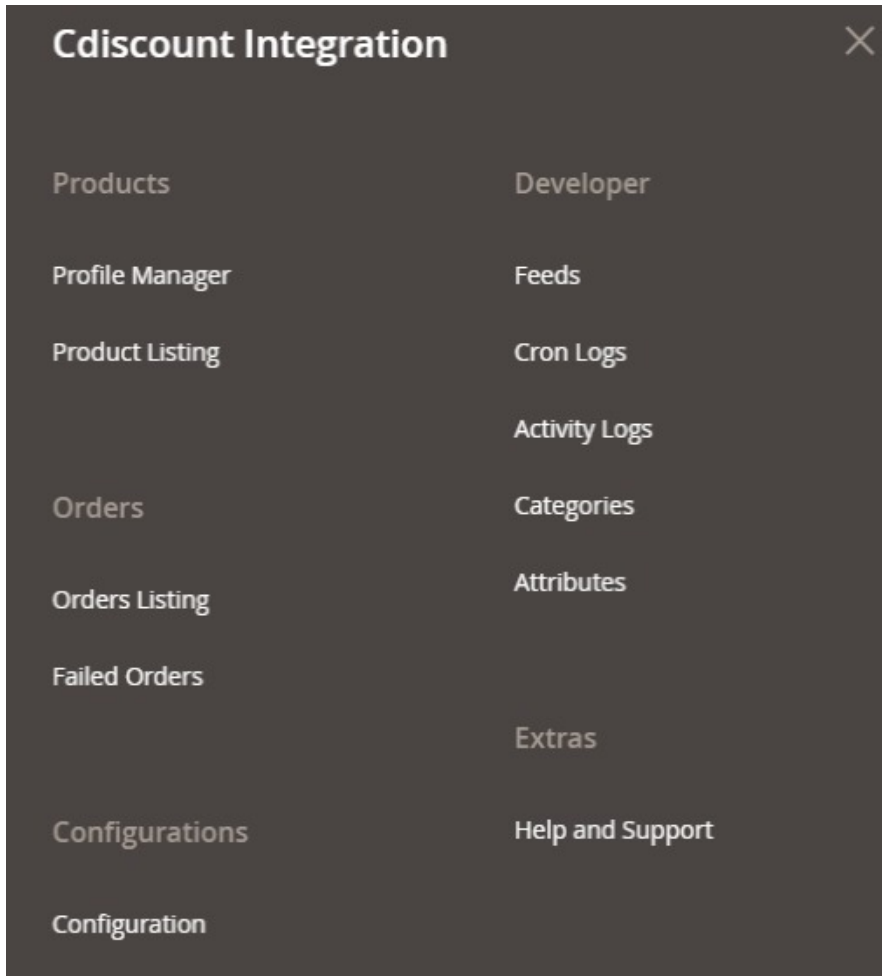 Cdiscount Integration
Products
Profile Manager
Product Listing
Orders
Orders Listing
Failed Orders
Configurations
Configuration
Developer
Feeds
Cron Logs
Activity Logs
Categories
Attributes
Extras
Help and Support